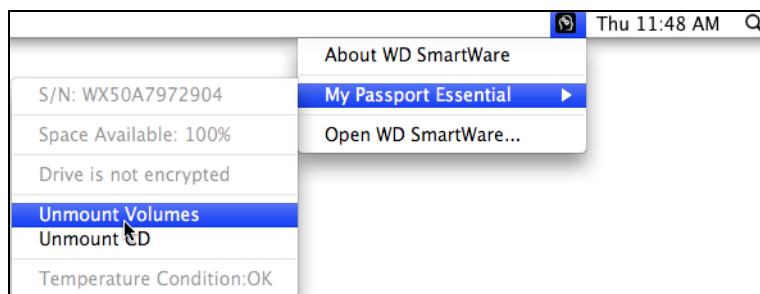 Thu 11:48 AM
About WD SmartWare
My Passport Essential
Open WD SmartWare...
S/N: WX50A7972904
Space Available: 100%
Drive is not encrypted
Unmount Volumes
Unmount CD
Temperature Condition:OK